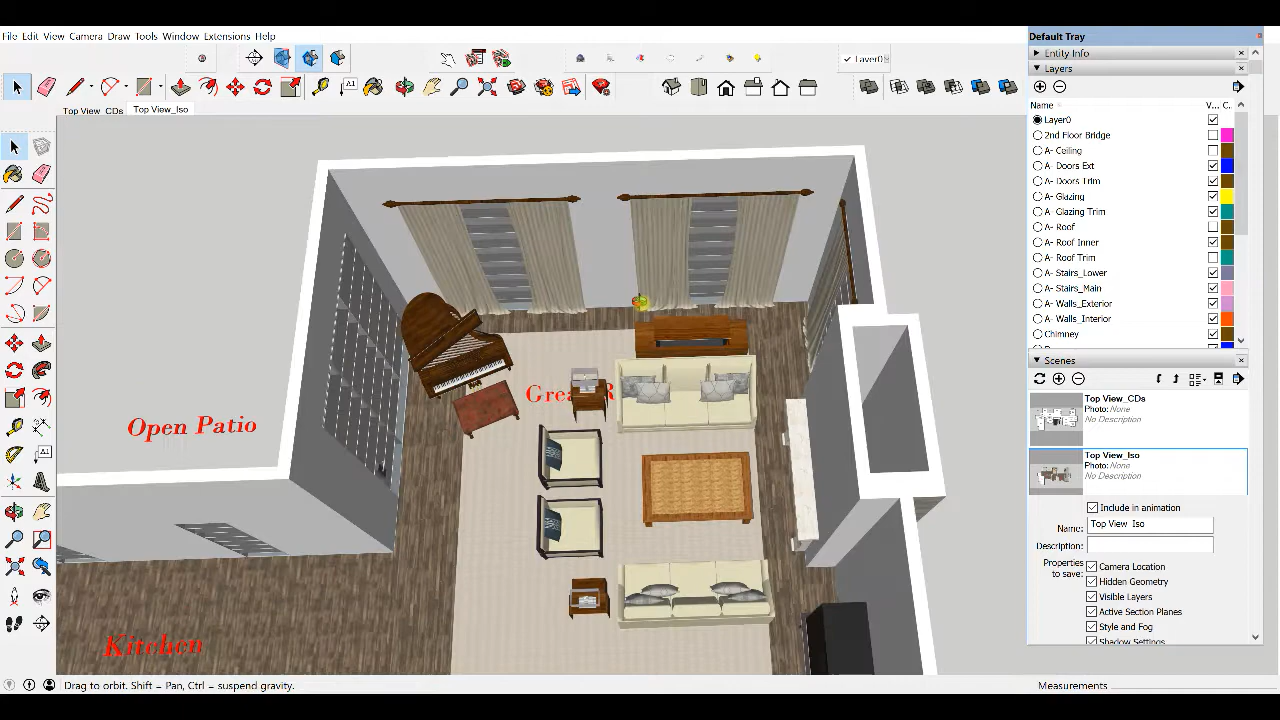 Default Tray
File Edit View Camera Draw Tools Window Extensions Help
Entity Info
Layer0
Layers
Top View_CDs
Top View_Iso
Name
V...
C..
Layer0
2nd Floor Bridge
A- Ceiling
A- Doors Ext
A- Doors Trim
A- Glazing
A- Glazing Trim
A- Roof
A- Roof Inner
A- Roof Trim
A- Stairs_Lower
A- Stairs_Main
A- Walls_Exterior
A- Walls_Interior
Chimney
Scenes
Top View_CDs
Photo: None
No Description
Top View_Iso
Photo: None
No Description
Include in animation
Name: Top View Iso
Description:
Properties to save:
Camera Location
Hidden Geometry
Visible Layers
Active Section Planes
Style and Fog
Shadow Settings
Open Patio
Kitchen
Drag to orbit. Shift = Pan, Ctrl = suspend gravity.
Measurements